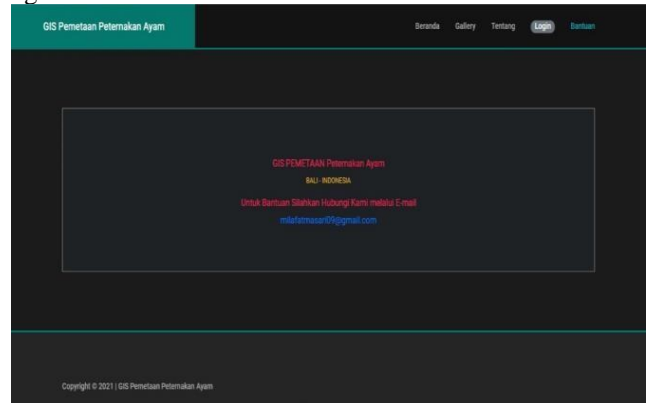 GIS Pemetaan Peternakan Ayam
Beranda Gallery Tentang Login Bantuan
GIS PEMETAAN Peternakan Ayam
BALI - INDONESIA
Untuk Bantuan Silahkan Hubungi Kami melalui E-mail
milafatmasari09@gmail.com
Copyright © 2021 | GIS Pemetaan Peternakan Ayam